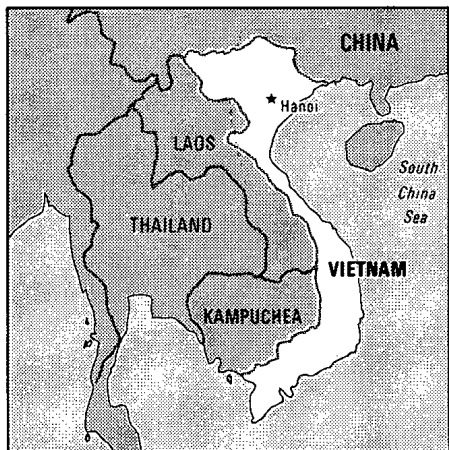 CHINA
Hanoi
LAOS
South
China
Sea
THAILAND
VIETNAM
KAMPUCHEA